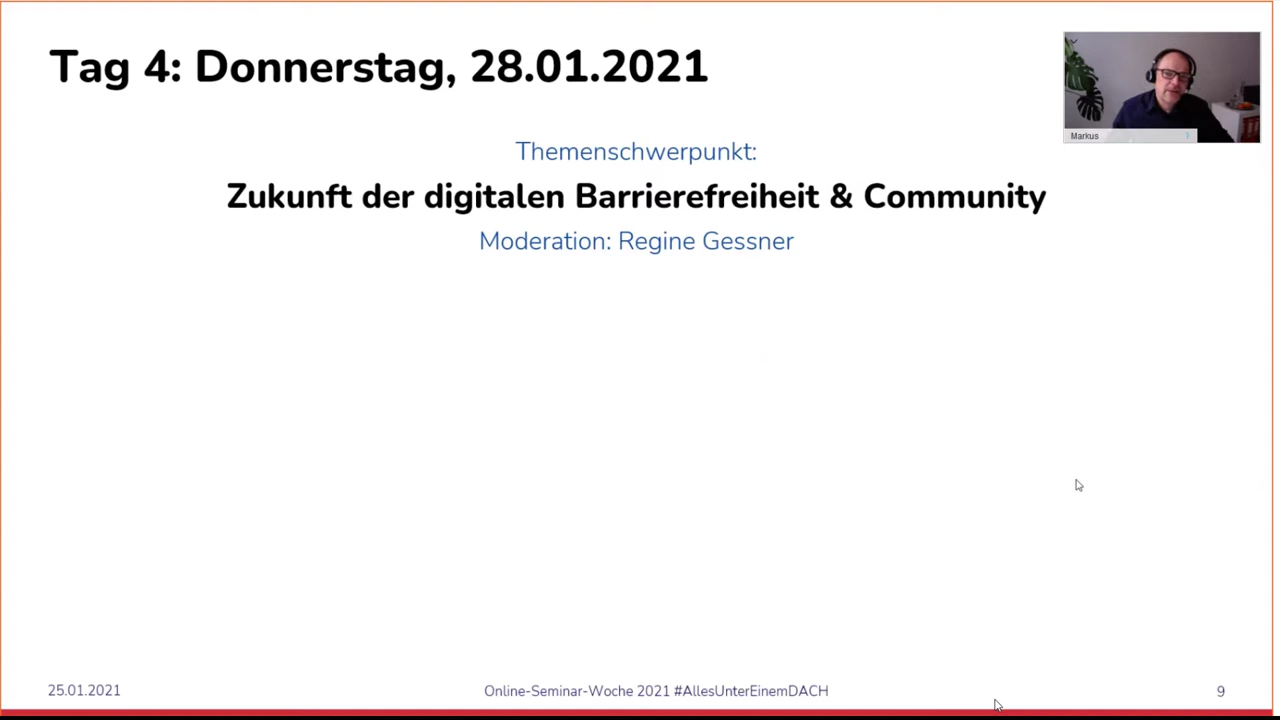 Tag 4: Donnerstag, 28.01.2021
Markus
Themenschwerpunkt:
Zukunft der digitalen Barrierefreiheit & Community
Moderation: Regine Gessner
25.01.2021
Online-Seminar-Woche 2021 #AllesUnterEinemDACH
9